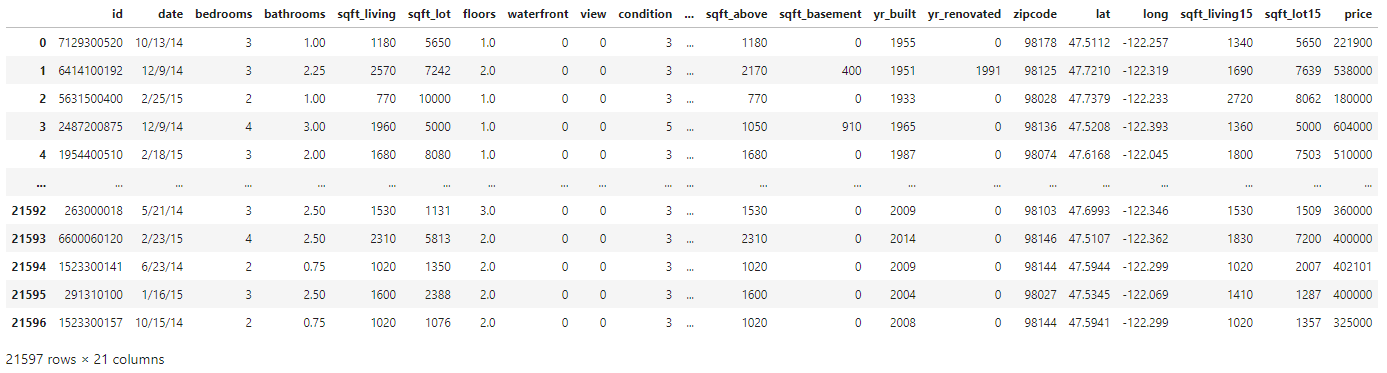 id date bedrooms bathrooms sqft_living sqft_lot floors waterfront view condition ... sqft_above sqft_basement yr_built yr_renovated zipcode lat long sqft_living15 sqft_lot15 price
0 7129300520 10/13/14 3 1.00 1180 5650 1.0 0 0 3 ... 1180 0 1955 0 98178 47.5112 -122.257 1340 5650 221900
1 6414100192 12/9/14 3 2.25 2570 7242 2.0 0 0 3 ... 2170 400 1951 1991 98125 47.7210 -122.319 1690 7639 538000
2 5631500400 2/25/15 2 1.00 770 10000 1.0 0 0 3 ... 770 0 1933 0 98028 47.7379 -122.233 2720 8062 180000
3 2487200875 12/9/14 4 3.00 1960 5000 1.0 0 0 5 ... 1050 910 1965 0 98136 47.5208 -122.393 1360 5000 604000
4 1954400510 2/18/15 3 2.00 1680 8080 1.0 0 0 3 ... 1680 0 1987 0 98074 47.6168 -122.045 1800 7503 510000
... ... ... ... ... ... ... ... ... ... ... ... ... ... ... ... ... ... ... ... ... ...
21592 263000018 5/21/14 3 2.50 1530 1131 3.0 0 0 3 ... 1530 0 2009 0 98103 47.6993 -122.346 1530 1509 360000
21593 6600060120 2/23/15 4 2.50 2310 5813 2.0 0 0 3 ... 2310 0 2014 0 98146 47.5107 -122.362 1830 7200 400000
21594 1523300141 6/23/14 2 0.75 1020 1350 2.0 0 0 3 ... 1020 0 2009 0 98144 47.5944 -122.299 1020 2007 402101
21595 291310100 1/16/15 3 2.50 1600 2388 2.0 0 0 3 ... 1600 0 2004 0 98027 47.5345 -122.069 1410 1287 400000
21596 1523300157 10/15/14 2 0.75 1020 1076 2.0 0 0 3 ... 1020 0 2008 0 98144 47.5941 -122.299 1020 1357 325000
21597 rows × 21 columns